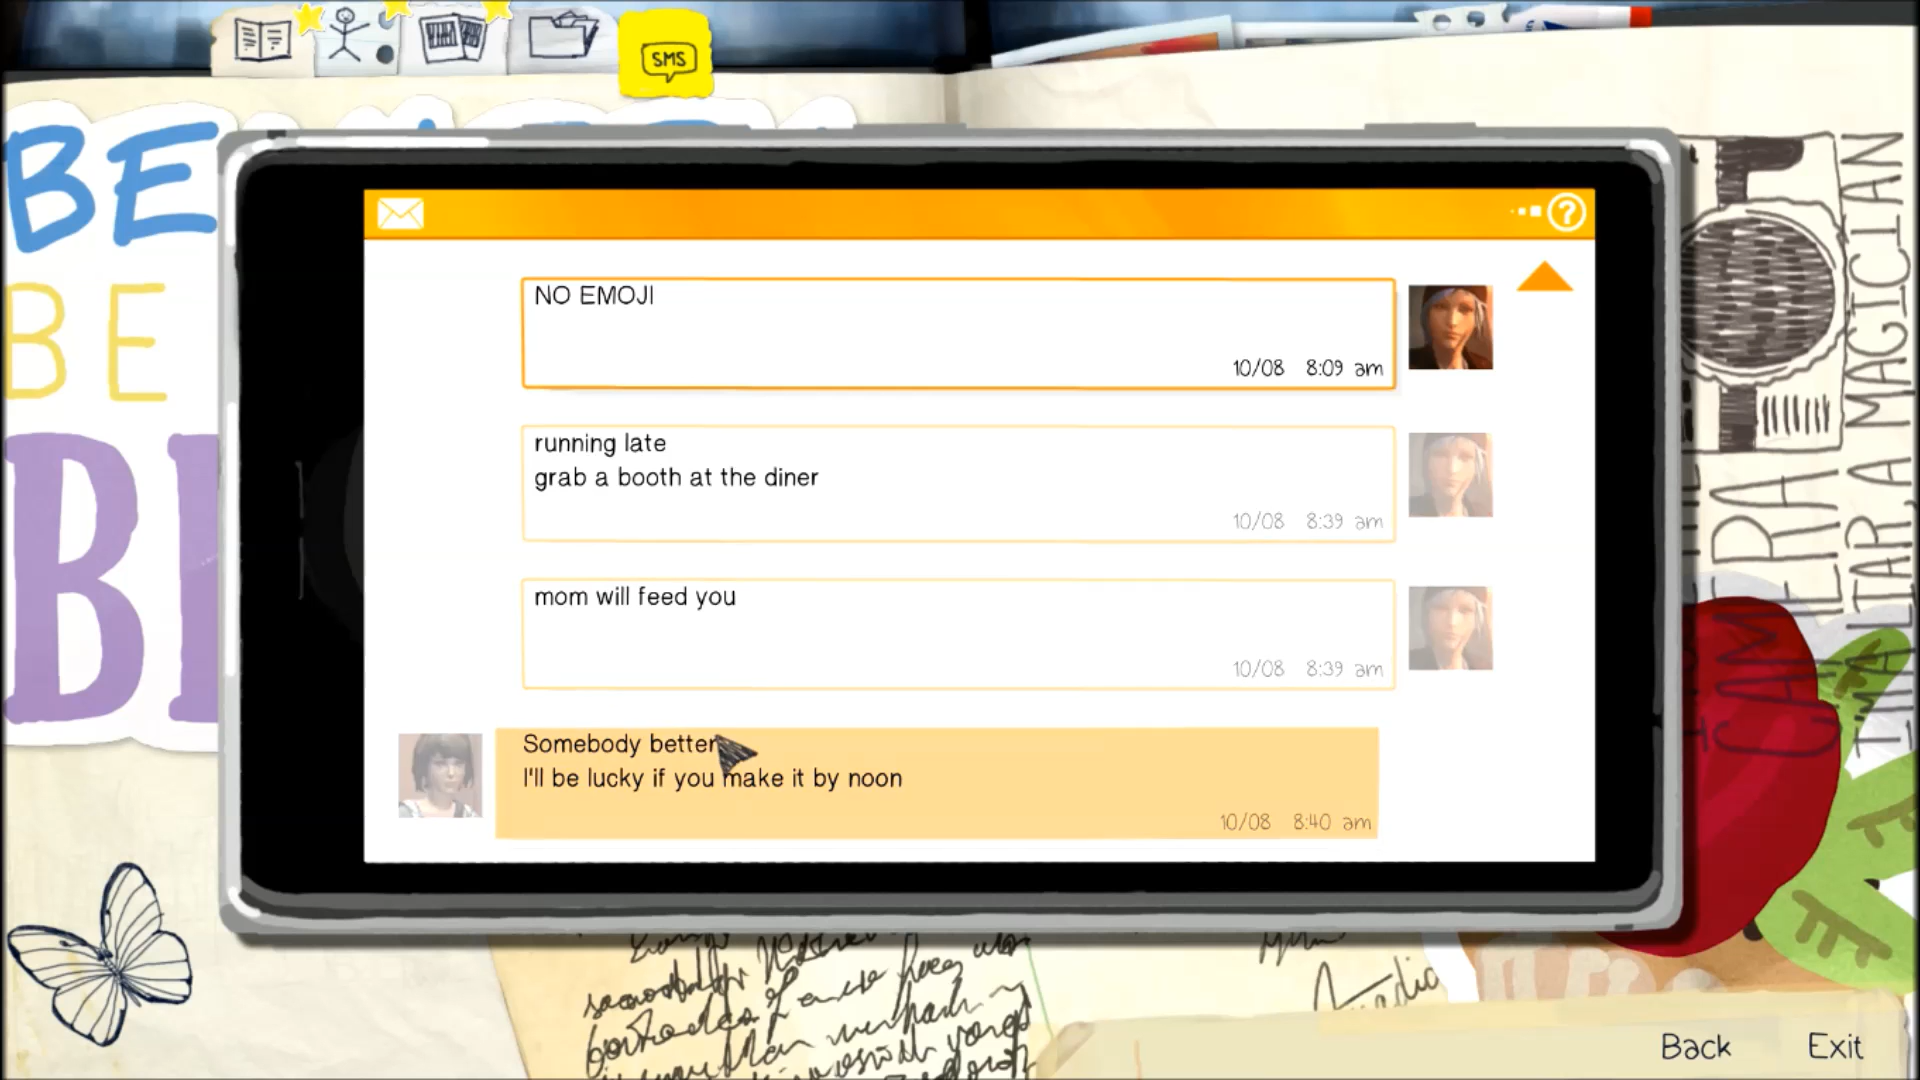 SMS
BE
BE
BE
NO EMOJI
10/08 8:09 am
running late
grab a booth at the diner
10/08 8:39 am
mom will feed you
10/08 8:39 am
Somebody better
I'll be lucky if you make it by noon
10/08 8:40 am
CAMERA
ALTAR, A MAGICIAN
Back
Exit